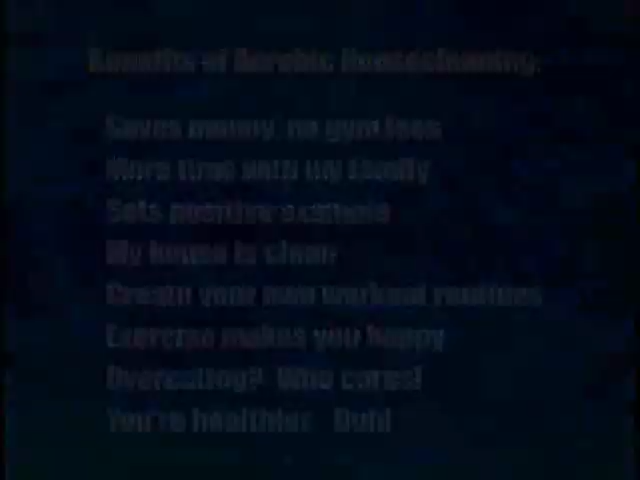 Benefits of Aerobic Housecleaning:
Saves money, no gym fees
More time with my family
Sets positive example
My house is clean
Create your own workout routines
Exercise makes you happy
Overeating? Who cares!
You're healthier. Duh!